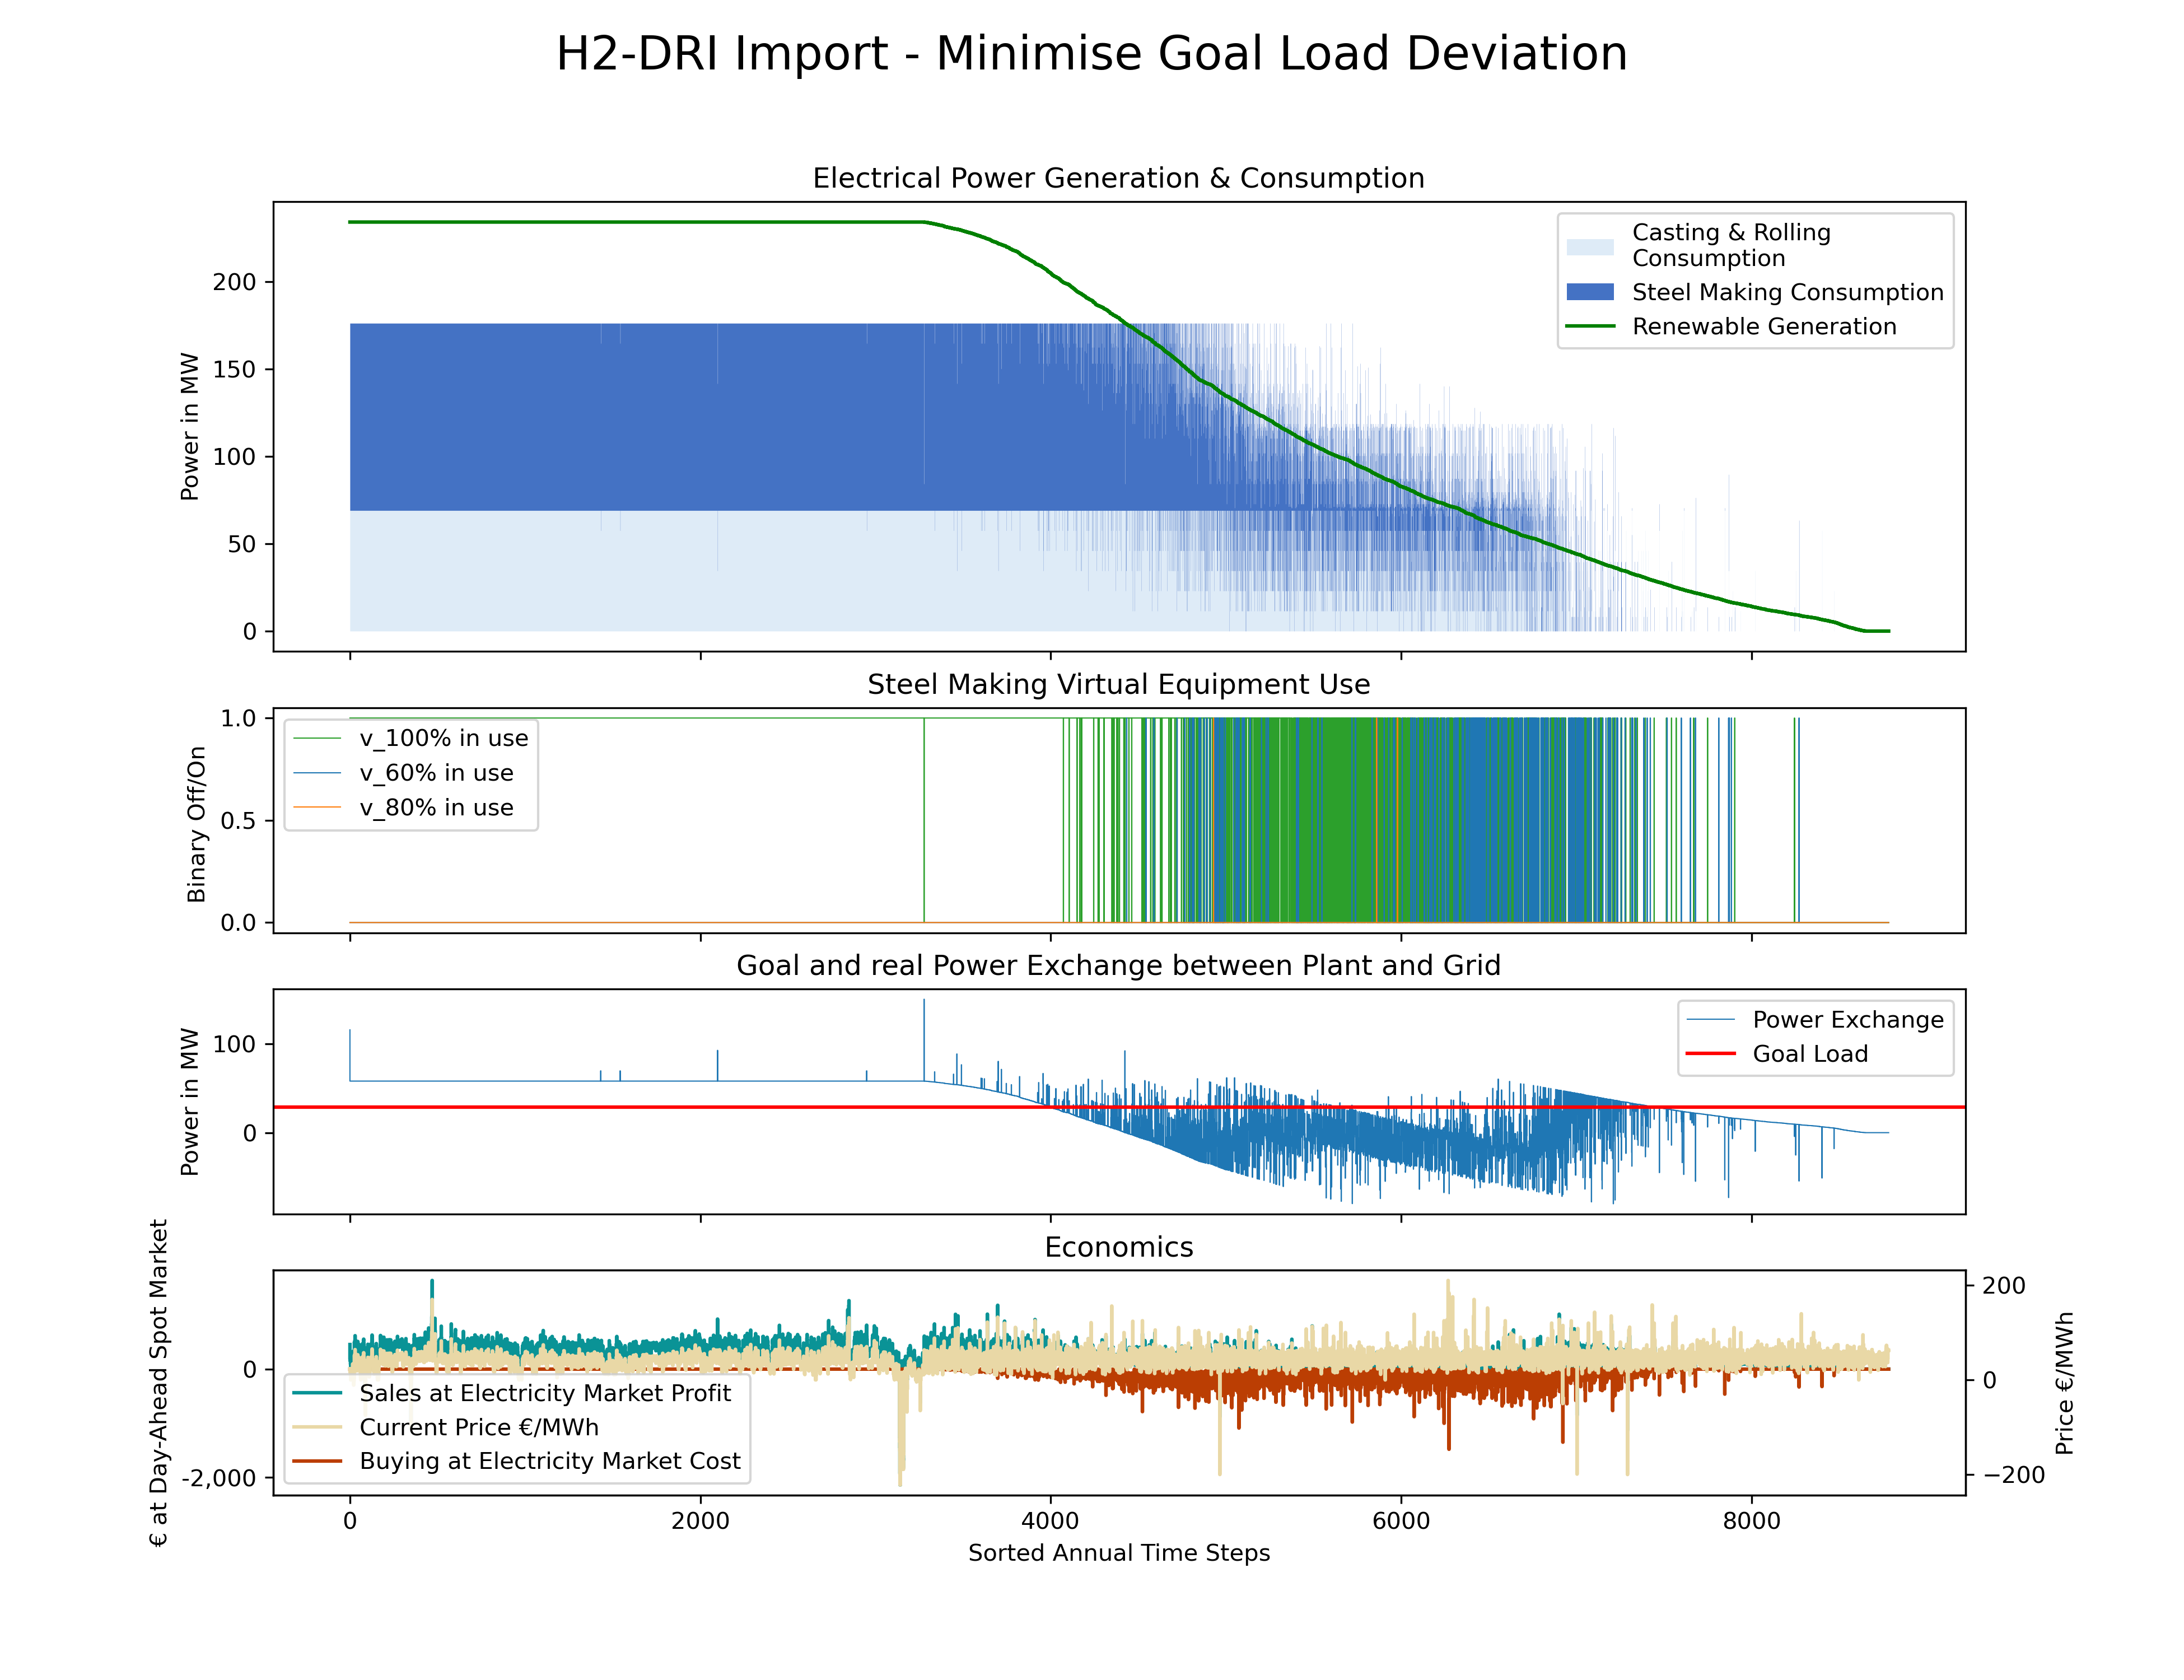 H2-DRI Import - Minimise Goal Load Deviation
Electrical Power Generation & Consumption
Power in MW
200
150
100
50
0
Casting & Rolling
Consumption
Steel Making Consumption
Renewable Generation
Steel Making Virtual Equipment Use
Binary Off/On
1.0
0.5
0.0
v_100% in use
v_60% in use
v_80% in use
Goal and real Power Exchange between Plant and Grid
Power in MW
100
0
Power Exchange
Goal Load
Economics
€ at Day-Ahead Spot Market
0
-2,000
Sales at Electricity Market Profit
Current Price €/MWh
Buying at Electricity Market Cost
200
0
−200
Price €/MWh
0
2000
4000
6000
8000
Sorted Annual Time Steps